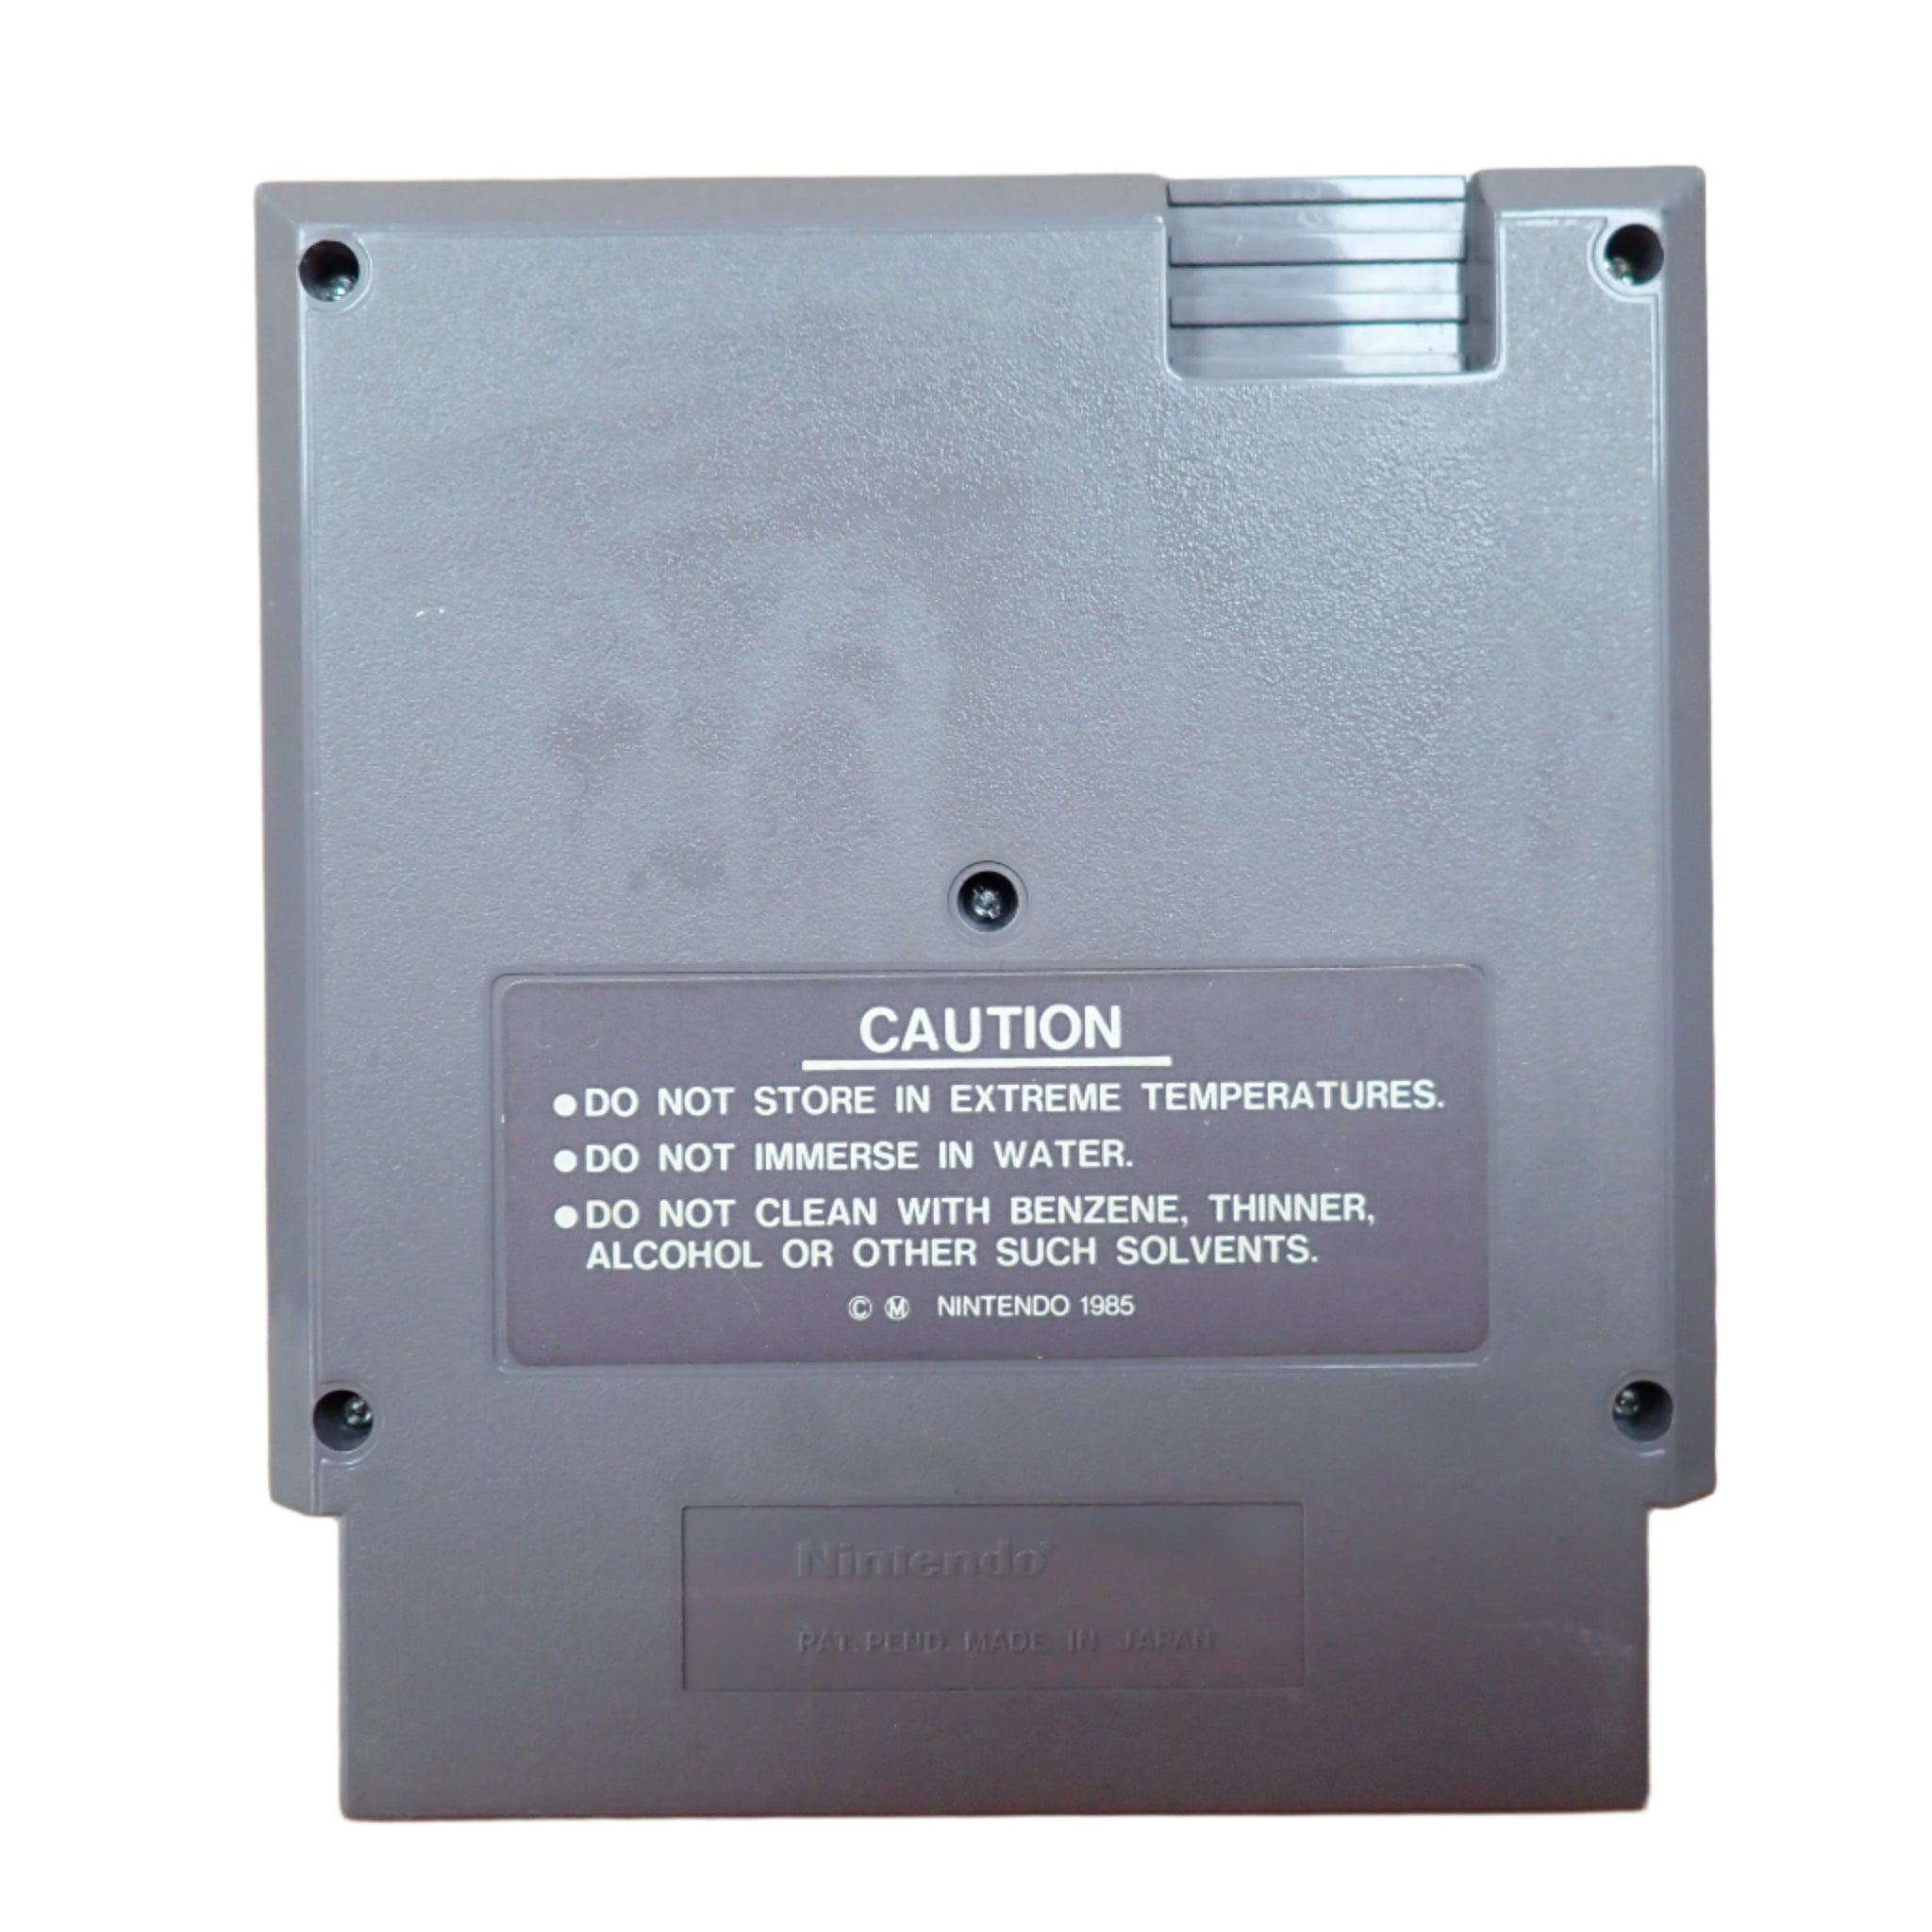 CAUTION
●DO NOT STORE IN EXTREME TEMPERATURES.
●DO NOT IMMERSE IN WATER.
●DO NOT CLEAN WITH BENZENE, THINNER,
ALCOHOL OR OTHER SUCH SOLVENTS.
© Ⓜ NINTENDO 1985
Nintendo®
PAT. PEND. MADE IN JAPAN